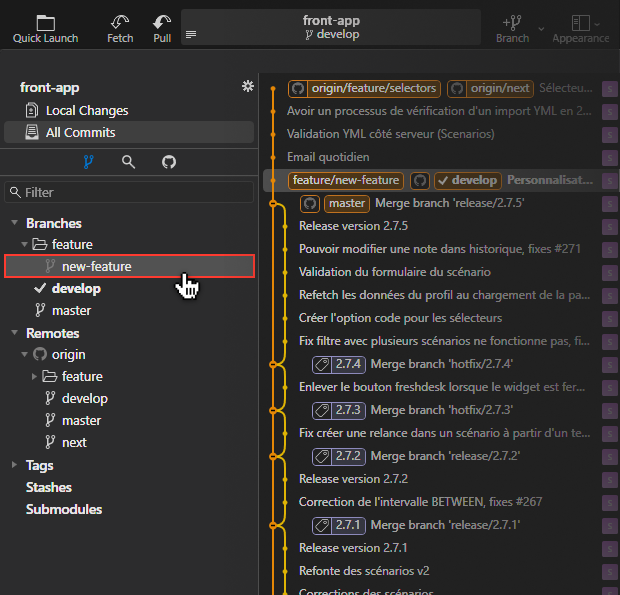 Quick Launch
Fetch
Pull
front-app
develop
Branch
Appearance
front-app
Local Changes
All Commits
Filter
Branches
feature
new-feature
develop
master
Remotes
origin
feature
develop
master
next
Tags
Stashes
Submodules
origin/feature/selectors origin/next Sélecteu...
Avoir un processus de vérification d'un import YML en 2...
Validation YML côté serveur (Scenarios)
Email quotidien
feature/new-feature develop Personnalisat...
master Merge branch 'release/2.7.5'
Release version 2.7.5
Pouvoir modifier une note dans historique, fixes #271
Validation du formulaire du scénario
Refetch les données du profil au chargement de la pa...
Créer l'option code pour les sélecteurs
Fix filtre avec plusieurs scénarios ne fonctionne pas, fi...
2.7.4 Merge branch 'hotfix/2.7.4'
Enlever le bouton freshdesk lorsque le widget est fer...
2.7.3 Merge branch 'hotfix/2.7.3'
Fix créer une relance dans un scénario à partir d'un te...
2.7.2 Merge branch 'release/2.7.2'
Release version 2.7.2
Correction de l'intervalle BETWEEN, fixes #267
2.7.1 Merge branch 'release/2.7.1'
Release version 2.7.1
Refonte des scénarios v2
Corrections des scénarios